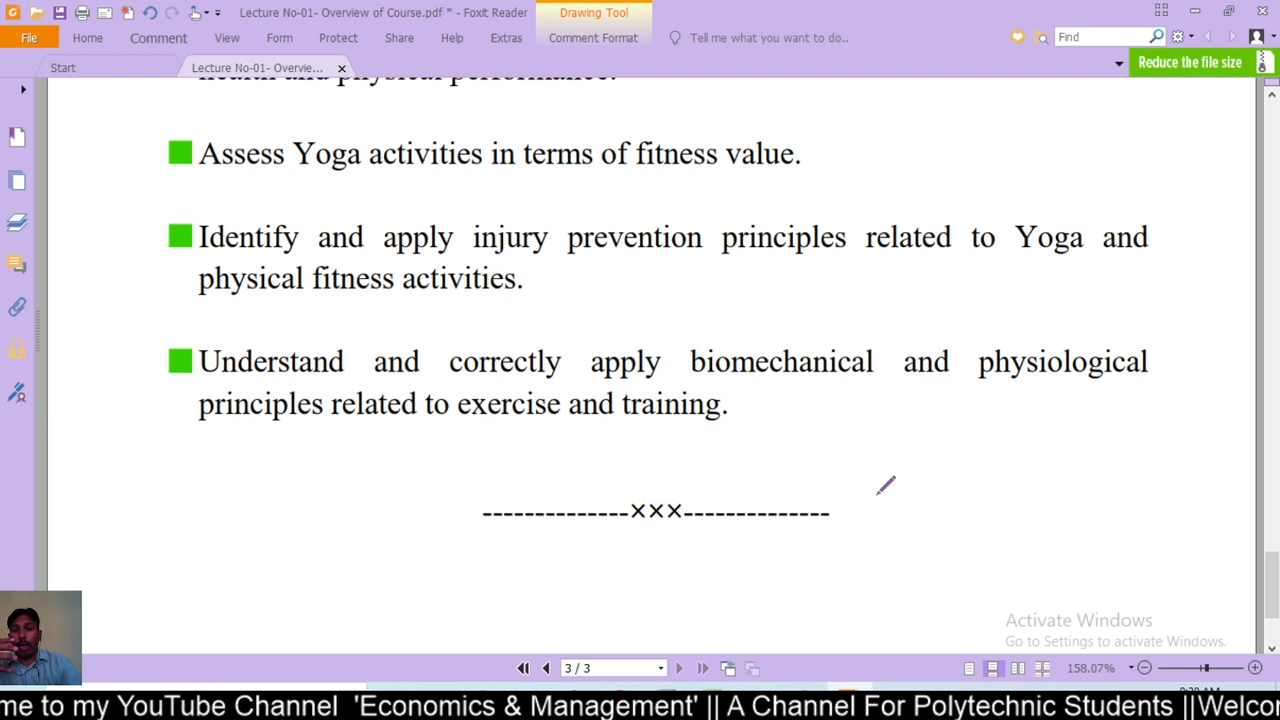 Lecture No-01- Overview of Course.pdf * - Foxit Reader
Drawing Tool
File Home Comment View Form Protect Share Help Extras Comment Format Tell me what you want to do.. Find
Start Lecture No-01- Overvie... Reduce the file size
health and physical performance.
Assess Yoga activities in terms of fitness value.
Identify and apply injury prevention principles related to Yoga and
physical fitness activities.
Understand and correctly apply biomechanical and physiological
principles related to exercise and training.
--------------×××--------------
Activate Windows
Go to Settings to activate Windows.
3 / 3 158.07%
me to my YouTube Channel 'Economics & Management' || A Channel For Polytechnic Students ||Welco